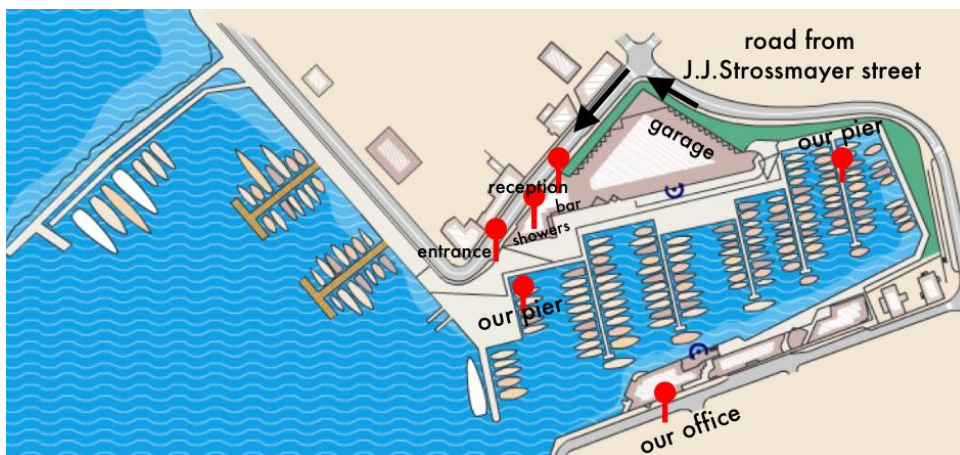 road from
J.J.Strossmayer street
garage
our pier
reception
bar
showers
entrance
our pier
our office